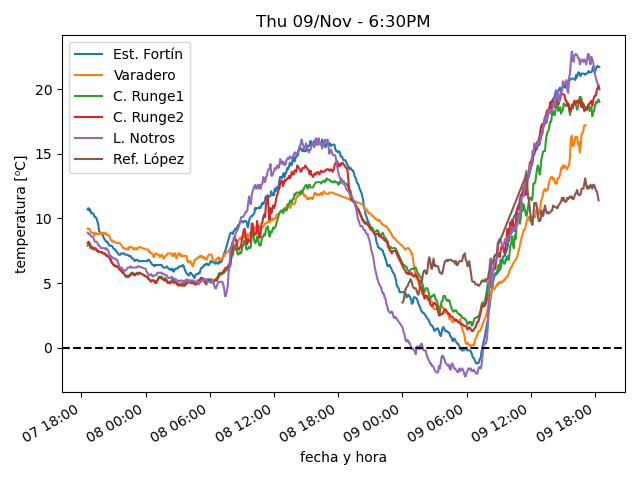 Thu 09/Nov - 6:30PM
Est. Fortín
Varadero
C. Runge1
C. Runge2
L. Notros
Ref. López
temperatura [ºC]
20
15
10
5
0
07 18:00
08 00:00
08 06:00
08 12:00
08 18:00
09 00:00
09 06:00
09 12:00
09 18:00
fecha y hora